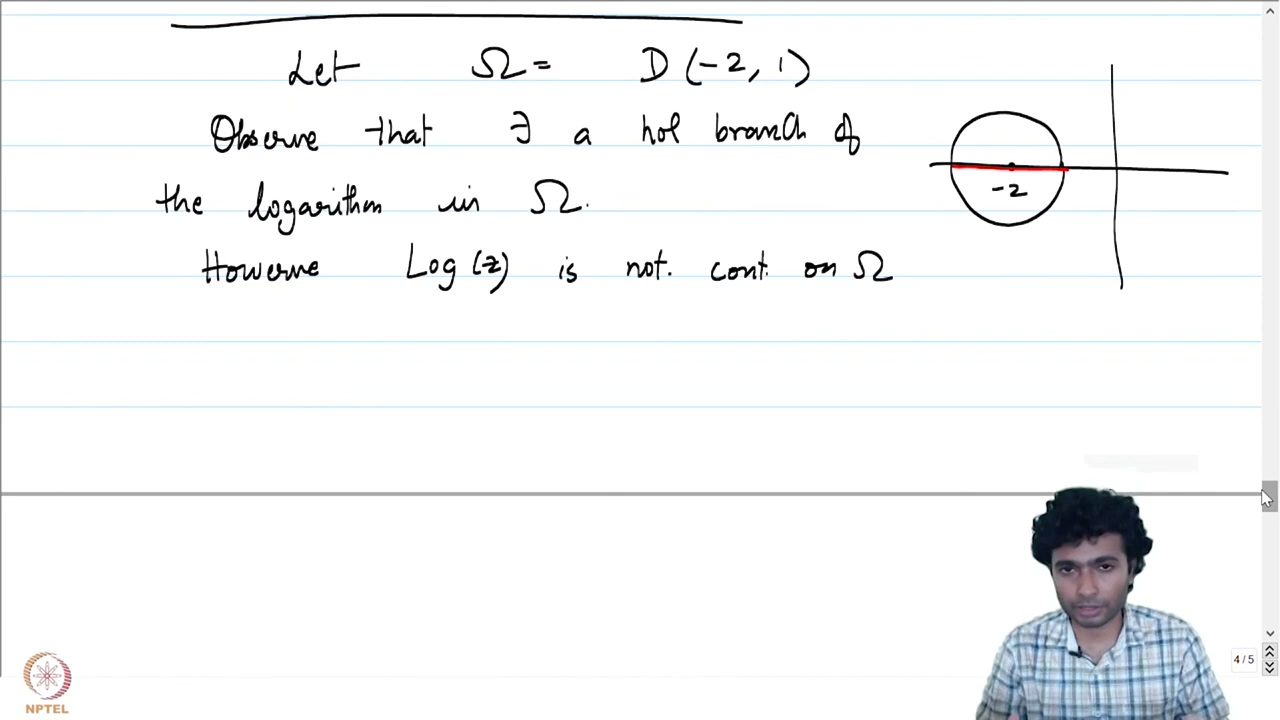 Let Ω = D (-2, 1)
Observe that ∃ a hol branch of
the logarithm in Ω.
Howerve Log (z) is not. cont. on Ω
-2
4 / 5
NPTEL